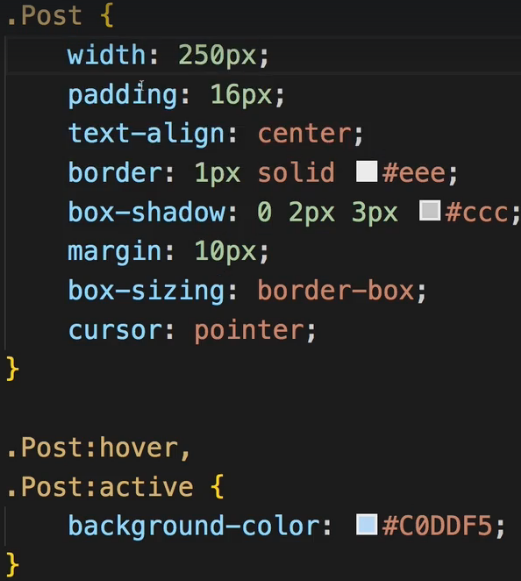 .Post {
width: 250px;
padding: 16px;
text-align: center;
border: 1px solid #eee;
box-shadow: 0 2px 3px #ccc;
margin: 10px;
box-sizing: border-box;
cursor: pointer;
}
.Post:hover,
.Post:active {
background-color: #C0DDF5;
}